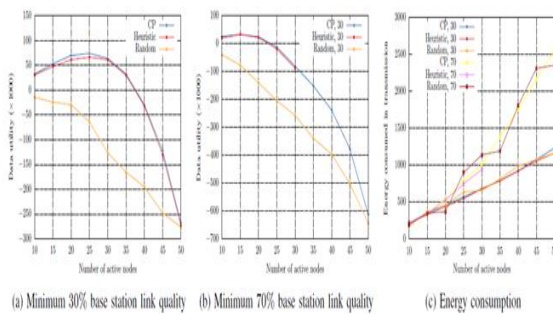 CP
Heuristic
Random
150
100
50
0
-50
-100
-150
-200
-250
-300
Data utility (× 1000)
10 15 20 25 30 35 40 45 50
Number of active nodes
(a) Minimum 30% base station link quality
CP, 30
Heuristic, 30
Random, 30
100
0
-100
-200
-300
-400
-500
-600
-700
Data utility (× 1000)
10 15 20 25 30 35 40 45 50
Number of active nodes
(b) Minimum 70% base station link quality
CP, 30
Heuristic, 30
Random, 30
CP, 70
Heuristic, 70
Random, 70
3000
2500
2000
1500
1000
500
0
Energy consumed in transmission
10 15 20 25 30 35 40 45 50
Number of active nodes
(c) Energy consumption